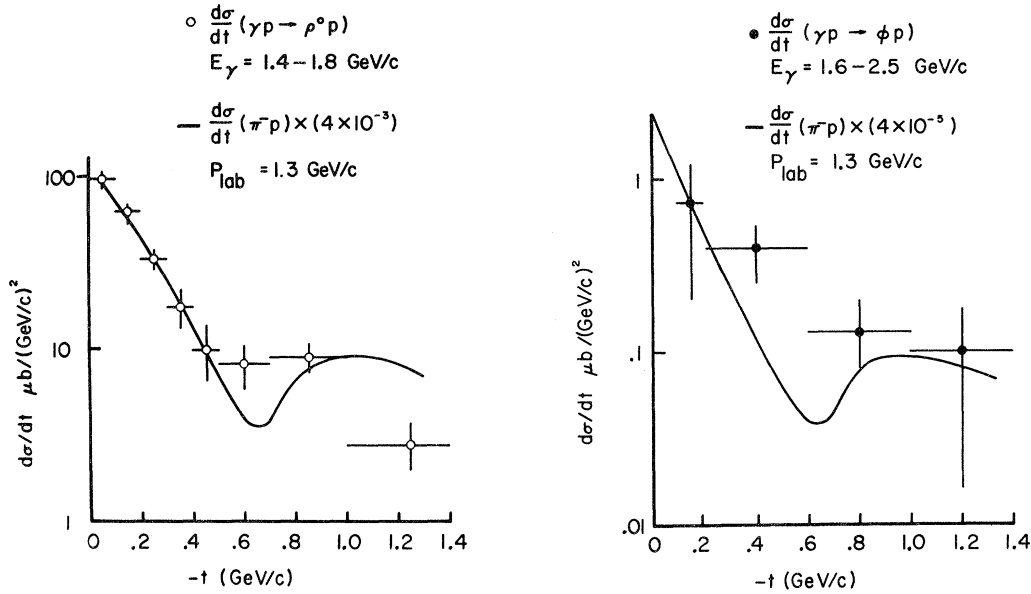 dσ/dt (γp → ρ°p)
Eγ = 1.4–1.8 GeV/c
dσ/dt (π⁻p) × (4×10⁻³)
P_lab = 1.3 GeV/c
100
10
1
dσ/dt μb/(GeV/c)²
0 .2 .4 .6 .8 1.0 1.2 1.4
-t (GeV/c)
dσ/dt (γp → φp)
Eγ = 1.6–2.5 GeV/c
dσ/dt (π⁻p) × (4×10⁻⁵)
P_lab = 1.3 GeV/c
1
.1
.01
dσ/dt μb/(GeV/c)²
0 .2 .4 .6 .8 1.0 1.2 1.4
-t (GeV/c)